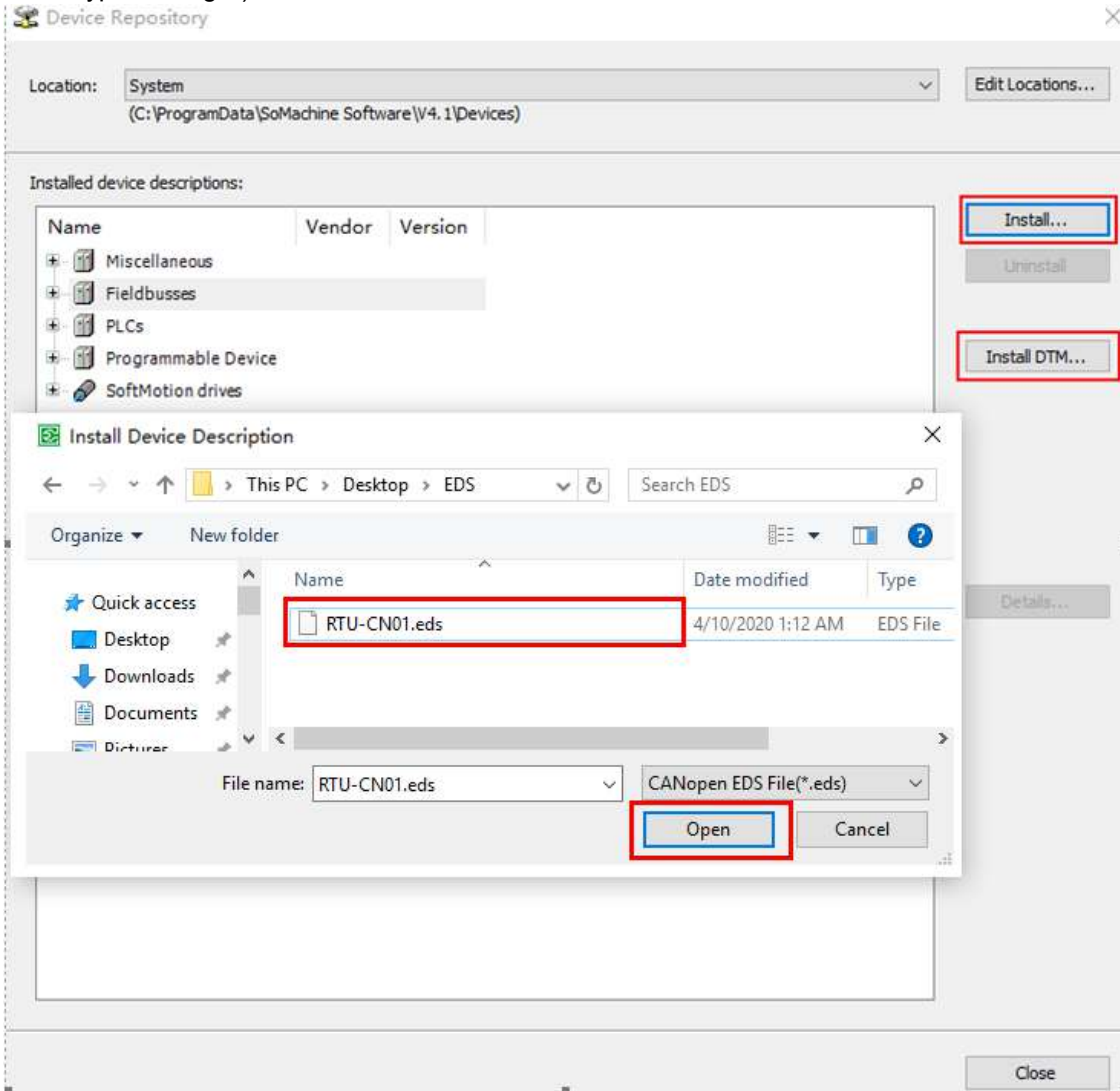 Device Repository
Location: System Edit Locations...
(C:\ProgramData\SoMachine Software\V4.1\Devices)
Installed device descriptions:
Name Vendor Version
Install...
Miscellaneous
Uninstall
Fieldbusses
PLCs
Programmable Device
Install DTM...
SoftMotion drives
Install Device Description
This PC > Desktop > EDS
Search EDS
Organize New folder
Name Date modified Type
Quick access
Details...
RTU-CN01.eds 4/10/2020 1:12 AM EDS File
Desktop
Downloads
Documents
Pictures
File name: RTU-CN01.eds CANopen EDS File(*.eds)
Open Cancel
Close